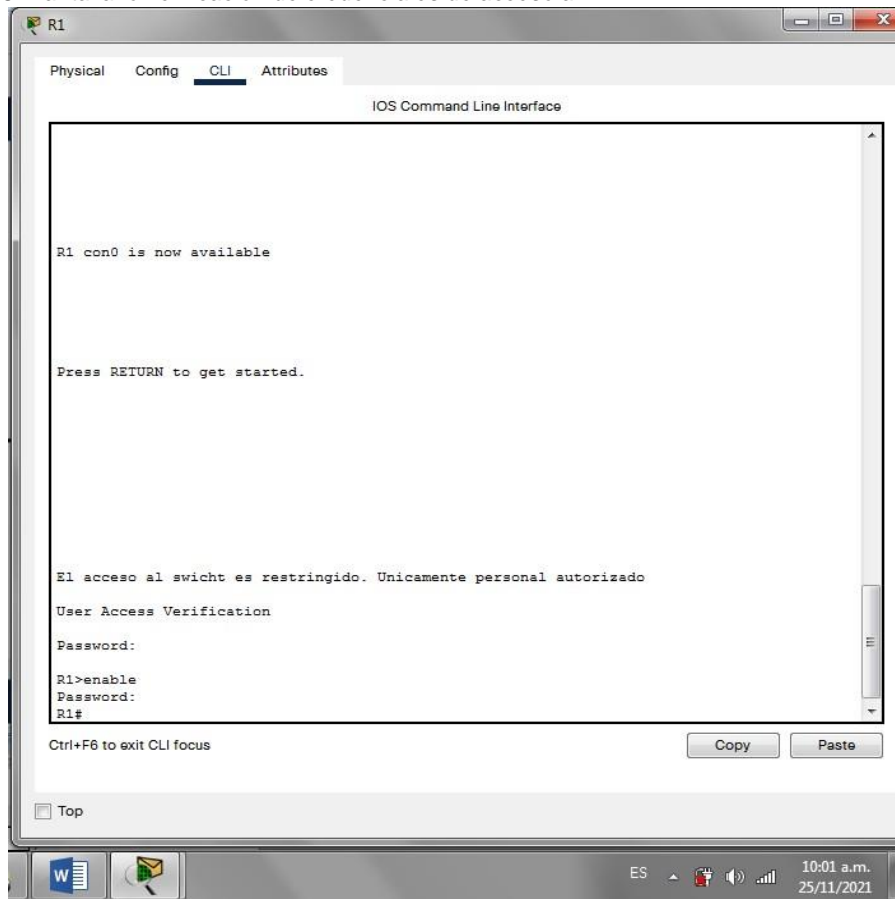 R1
Physical Config CLI Attributes
IOS Command Line Interface
R1 con0 is now available
Press RETURN to get started.
El acceso al swicht es restringido. Unicamente personal autorizado
User Access Verification
Password:
R1>enable
Password:
R1#
Ctrl+F6 to exit CLI focus
Copy Paste
Top
W
ES 10:01 a.m.
25/11/2021